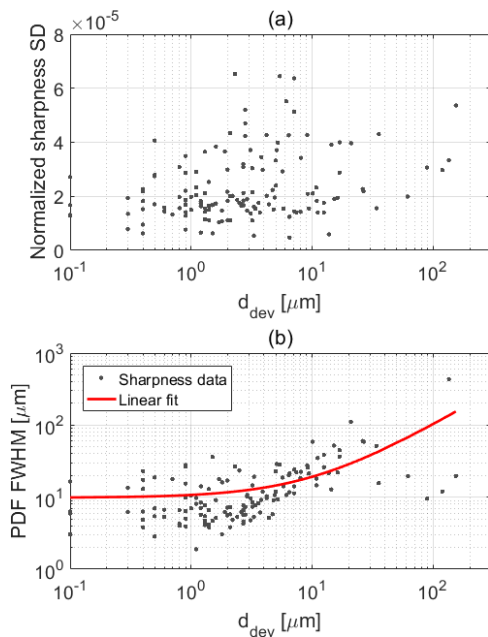 (a)
×10⁻⁵
8
6
4
2
0
Normalized sharpness SD
10⁻¹ 10⁰ 10¹ 10²
d_dev [μm]
(b)
10³
10²
10¹
10⁰
PDF FWHM [μm]
Sharpness data
Linear fit
10⁻¹ 10⁰ 10¹ 10²
d_dev [μm]